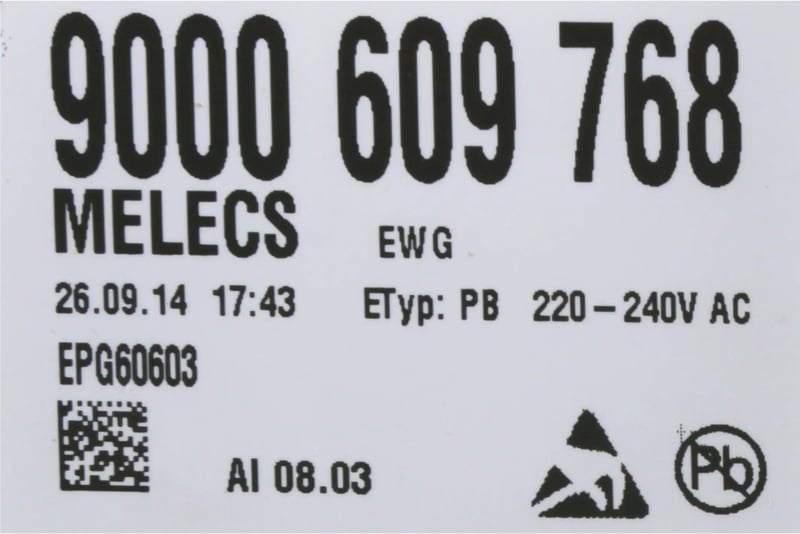 9000 609 768
MELECS EWG
26.09.14 17:43 ETyp: PB 220-240V AC
EPG60603
AI 08.03
Pb